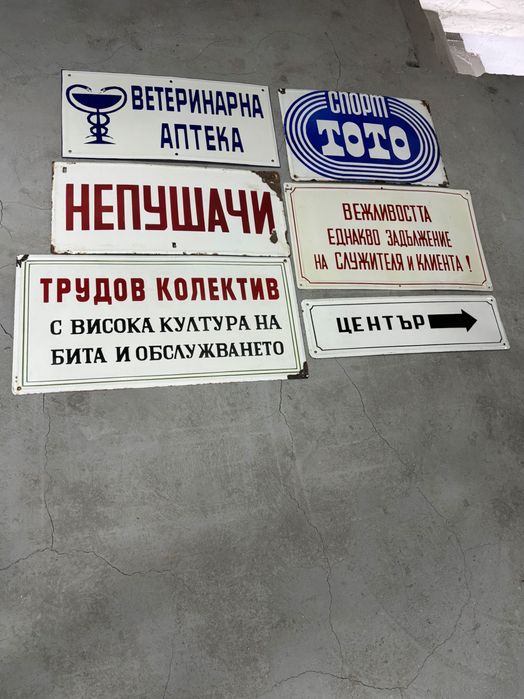 ВЕТЕРИНАРНА
АПТЕКА
СПОРТ
ТОТО
НЕПУШАЧИ
ВЕЖЛИВОСТТА
ЕДНАКВО ЗАДЪЛЖЕНИЕ
НА СЛУЖИТЕЛЯ И КЛИЕНТА !
ТРУДОВ КОЛЕКТИВ
С ВИСОКА КУЛТУРА НА
БИТА И ОБСЛУЖВАНЕТО
ЦЕНТЪР